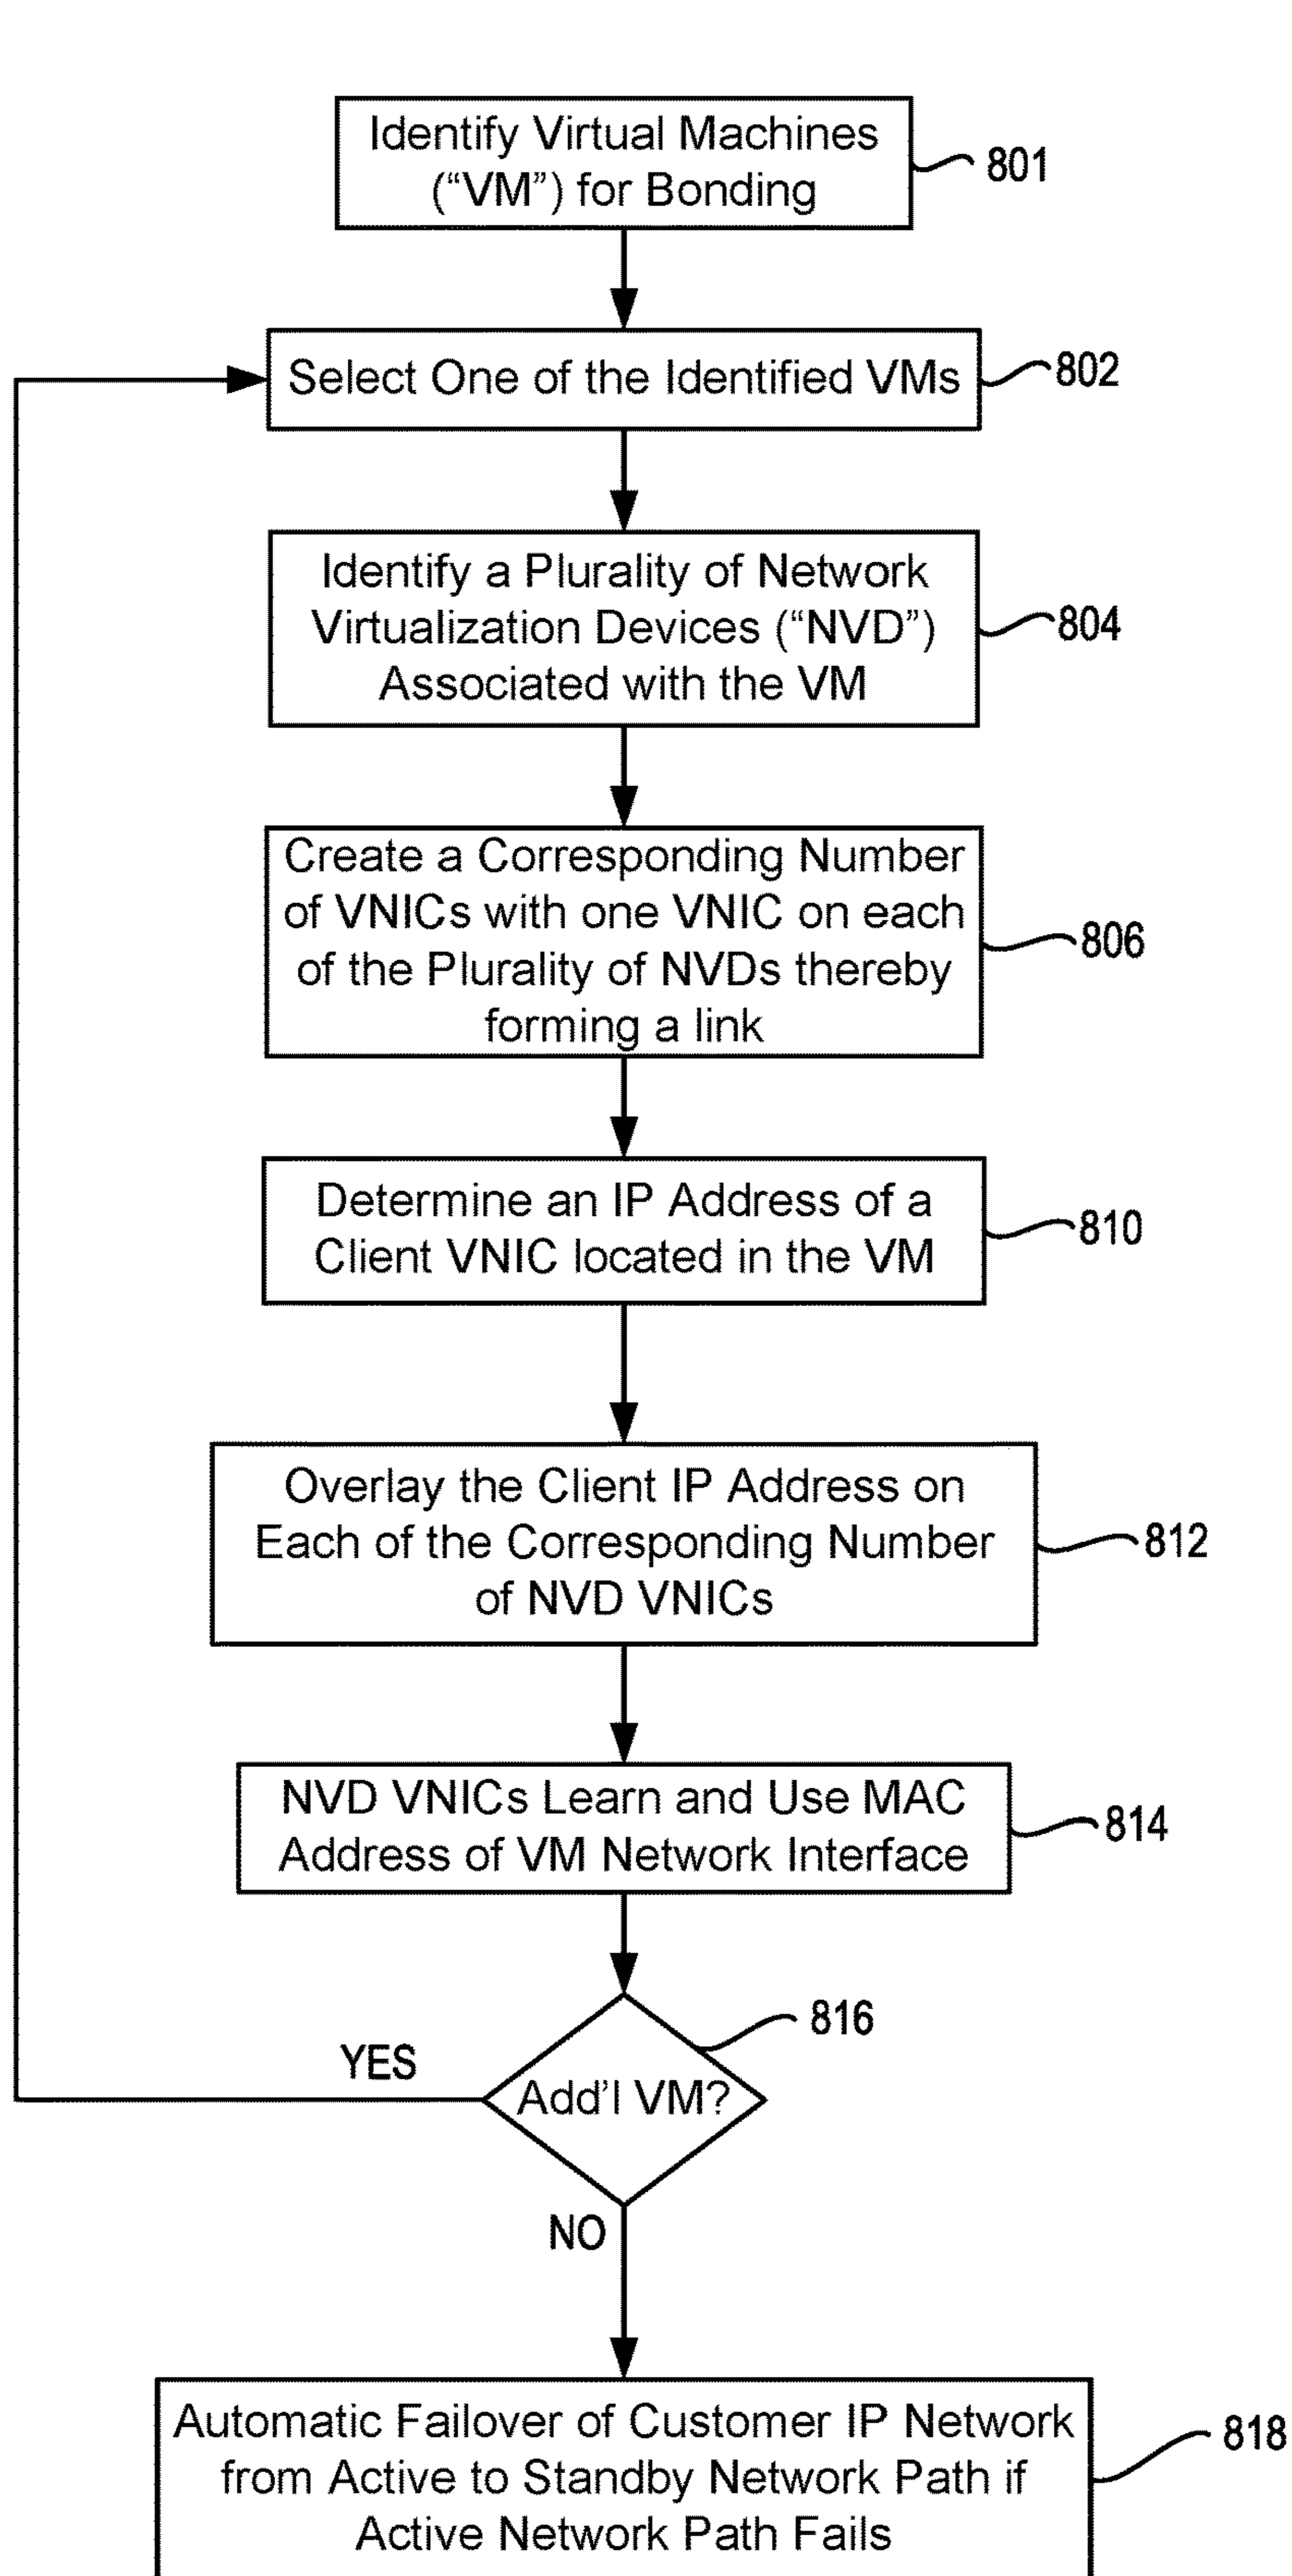 Identify Virtual Machines
(“VM”) for Bonding
801
Select One of the Identified VMs
802
Identify a Plurality of Network
Virtualization Devices (“NVD”)
Associated with the VM
804
Create a Corresponding Number
of VNICs with one VNIC on each
of the Plurality of NVDs thereby
forming a link
806
Determine an IP Address of a
Client VNIC located in the VM
810
Overlay the Client IP Address on
Each of the Corresponding Number
of NVD VNICs
812
NVD VNICs Learn and Use MAC
Address of VM Network Interface
814
816
YES
Add’l VM?
NO
Automatic Failover of Customer IP Network
from Active to Standby Network Path if
Active Network Path Fails
818